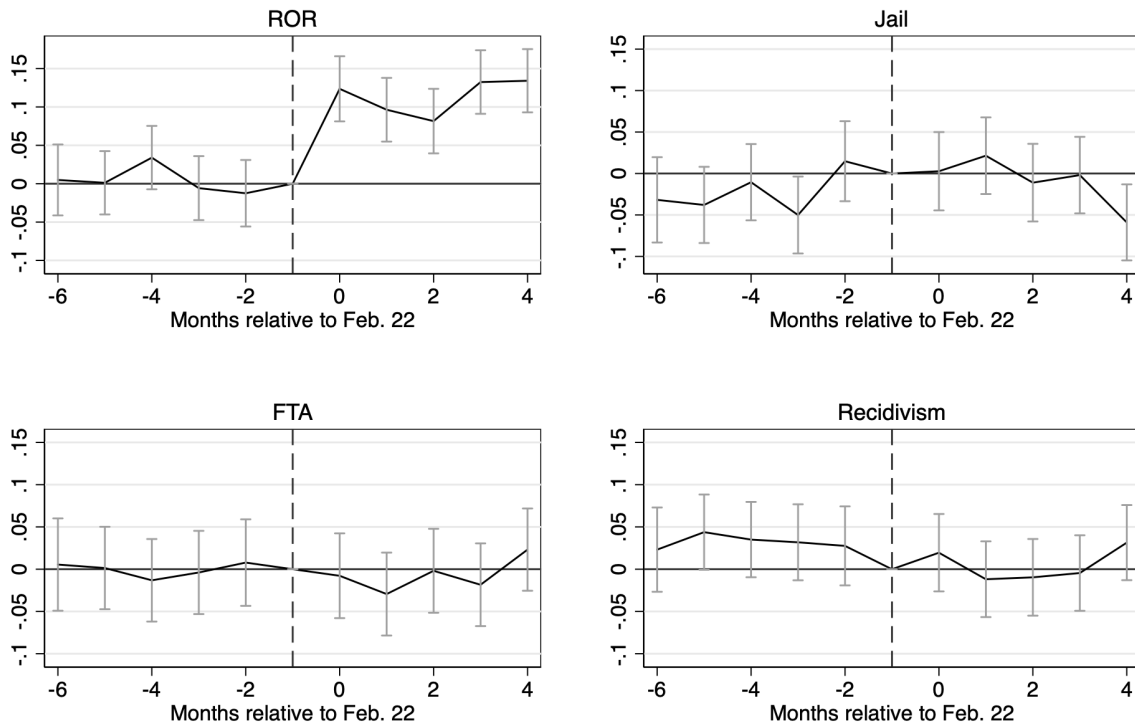 ROR
.15
.1
.05
0
-.05
-.1
-6 -4 -2 0 2 4
Months relative to Feb. 22
Jail
.15
.1
.05
0
-.05
-.1
-6 -4 -2 0 2 4
Months relative to Feb. 22
FTA
.15
.1
.05
0
-.05
-.1
-6 -4 -2 0 2 4
Months relative to Feb. 22
Recidivism
.15
.1
.05
0
-.05
-.1
-6 -4 -2 0 2 4
Months relative to Feb. 22